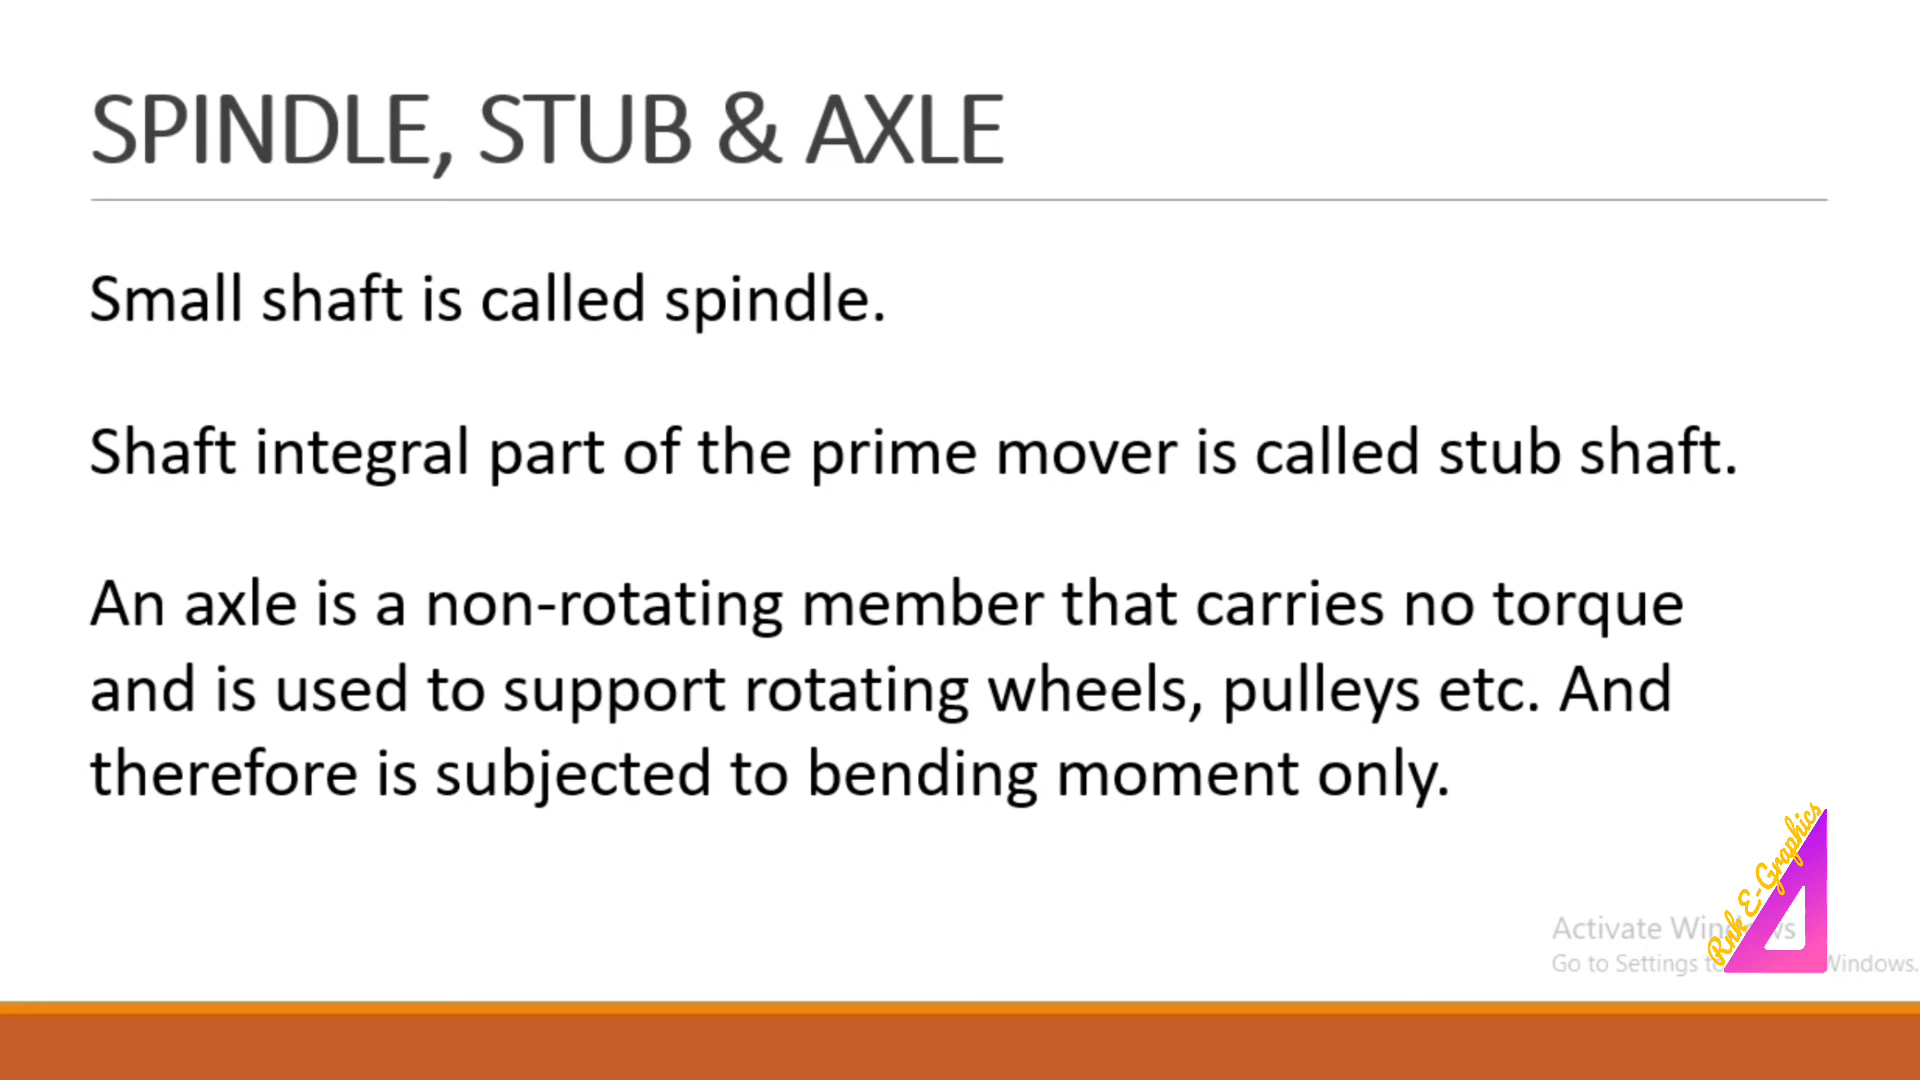 SPINDLE, STUB & AXLE
Small shaft is called spindle.
Shaft integral part of the prime mover is called stub shaft.
An axle is a non-rotating member that carries no torque
and is used to support rotating wheels, pulleys etc. And
therefore is subjected to bending moment only.
Rnk E-Graphics
Activate Windows
Go to Settings to Windows.